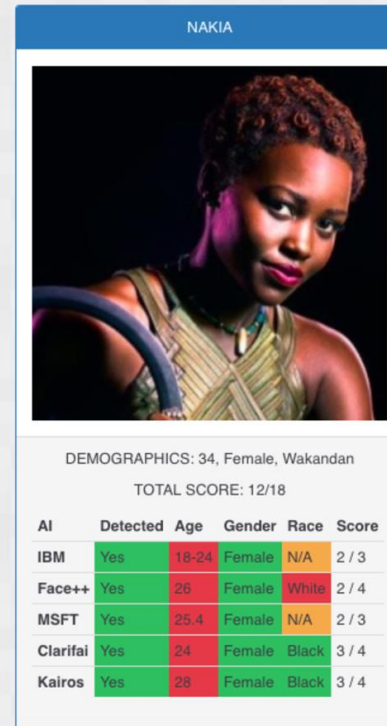 NAKIA
DEMOGRAPHICS: 34, Female, Wakandan
TOTAL SCORE: 12/18
AI Detected Age Gender Race Score
IBM Yes 18-24 Female N/A 2 / 3
Face++ Yes 26 Female White 2 / 4
MSFT Yes 25.4 Female N/A 2 / 3
Clarifai Yes 24 Female Black 3 / 4
Kairos Yes 28 Female Black 3 / 4